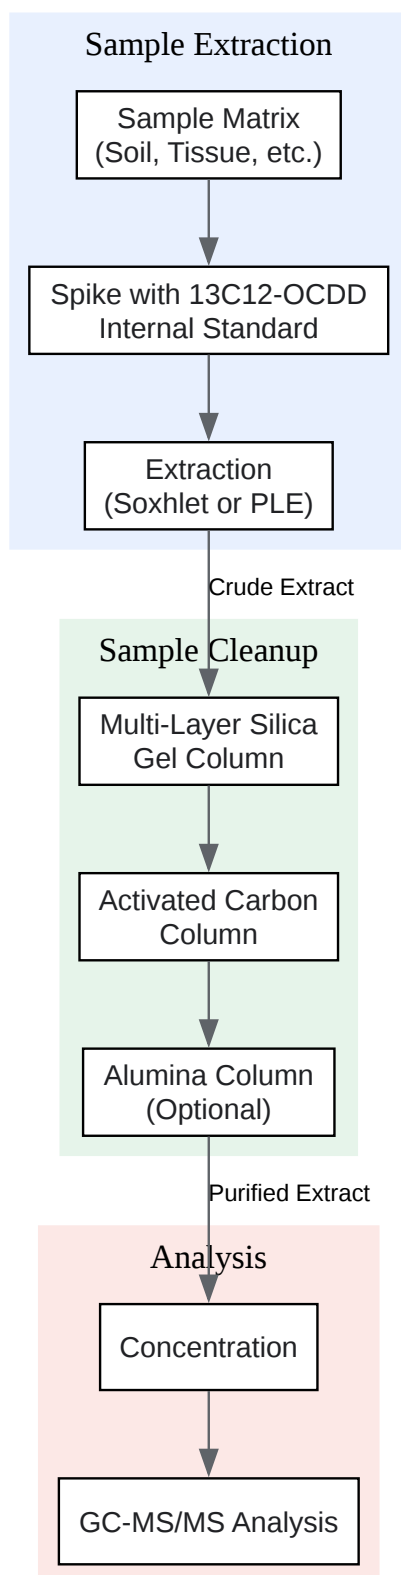 Sample Extraction
Sample Matrix
(Soil, Tissue, etc.)
Spike with 13C12-OCDD
Internal Standard
Extraction
(Soxhlet or PLE)
Crude Extract
Sample Cleanup
Multi-Layer Silica
Gel Column
Activated Carbon
Column
Alumina Column
(Optional)
Purified Extract
Analysis
Concentration
GC-MS/MS Analysis